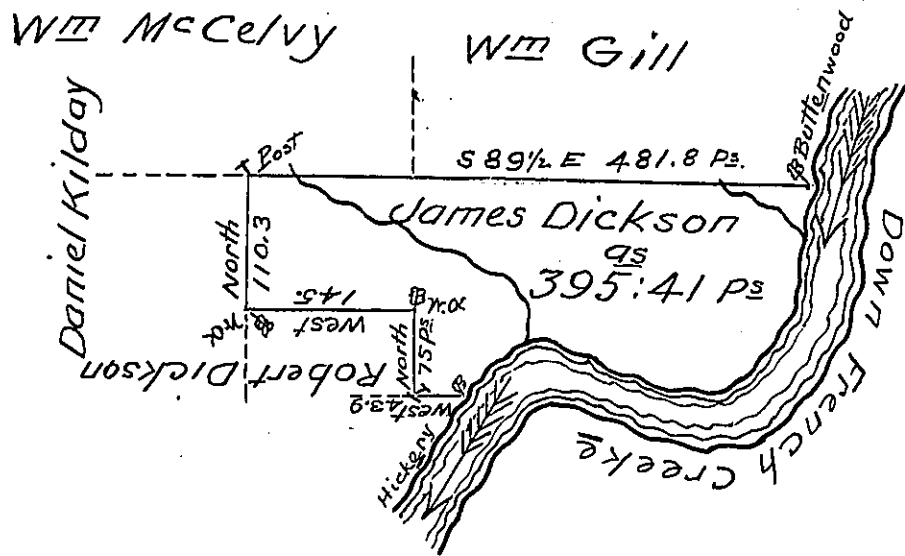 Wm McCelvy
Wm Gill
Daniel Kilday
Post
Buttenwood
S 89½ E 481.8 Ps.
James Dickson
as
395:41 Ps
North
110.3
West
145.
W.O.
North
75 Ps
West
43.9
Robert Dickson
Hickory
Down French Creeke